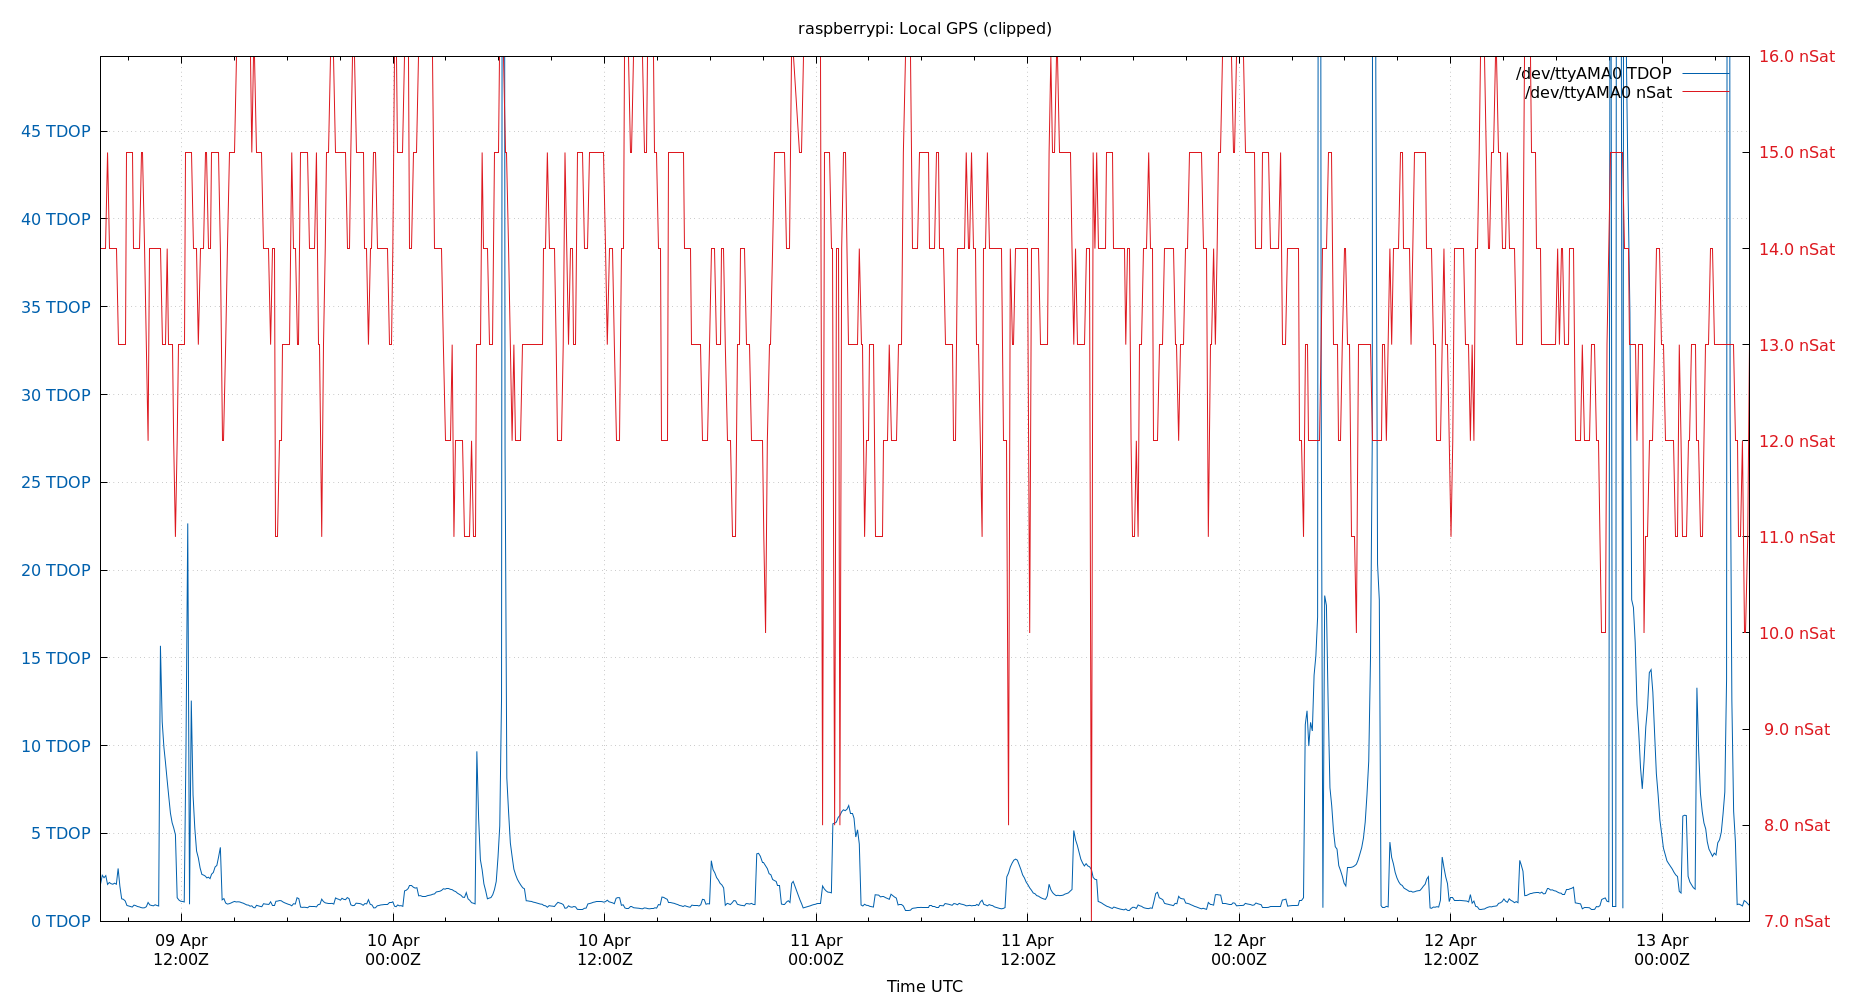 raspberrypi: Local GPS (clipped)
/dev/ttyAMA0 TDOP
/dev/ttyAMA0 nSat
45 TDOP
40 TDOP
35 TDOP
30 TDOP
25 TDOP
20 TDOP
15 TDOP
10 TDOP
5 TDOP
0 TDOP
16.0 nSat
15.0 nSat
14.0 nSat
13.0 nSat
12.0 nSat
11.0 nSat
10.0 nSat
9.0 nSat
8.0 nSat
7.0 nSat
09 Apr
12:00Z
10 Apr
00:00Z
10 Apr
12:00Z
11 Apr
00:00Z
11 Apr
12:00Z
12 Apr
00:00Z
12 Apr
12:00Z
13 Apr
00:00Z
Time UTC